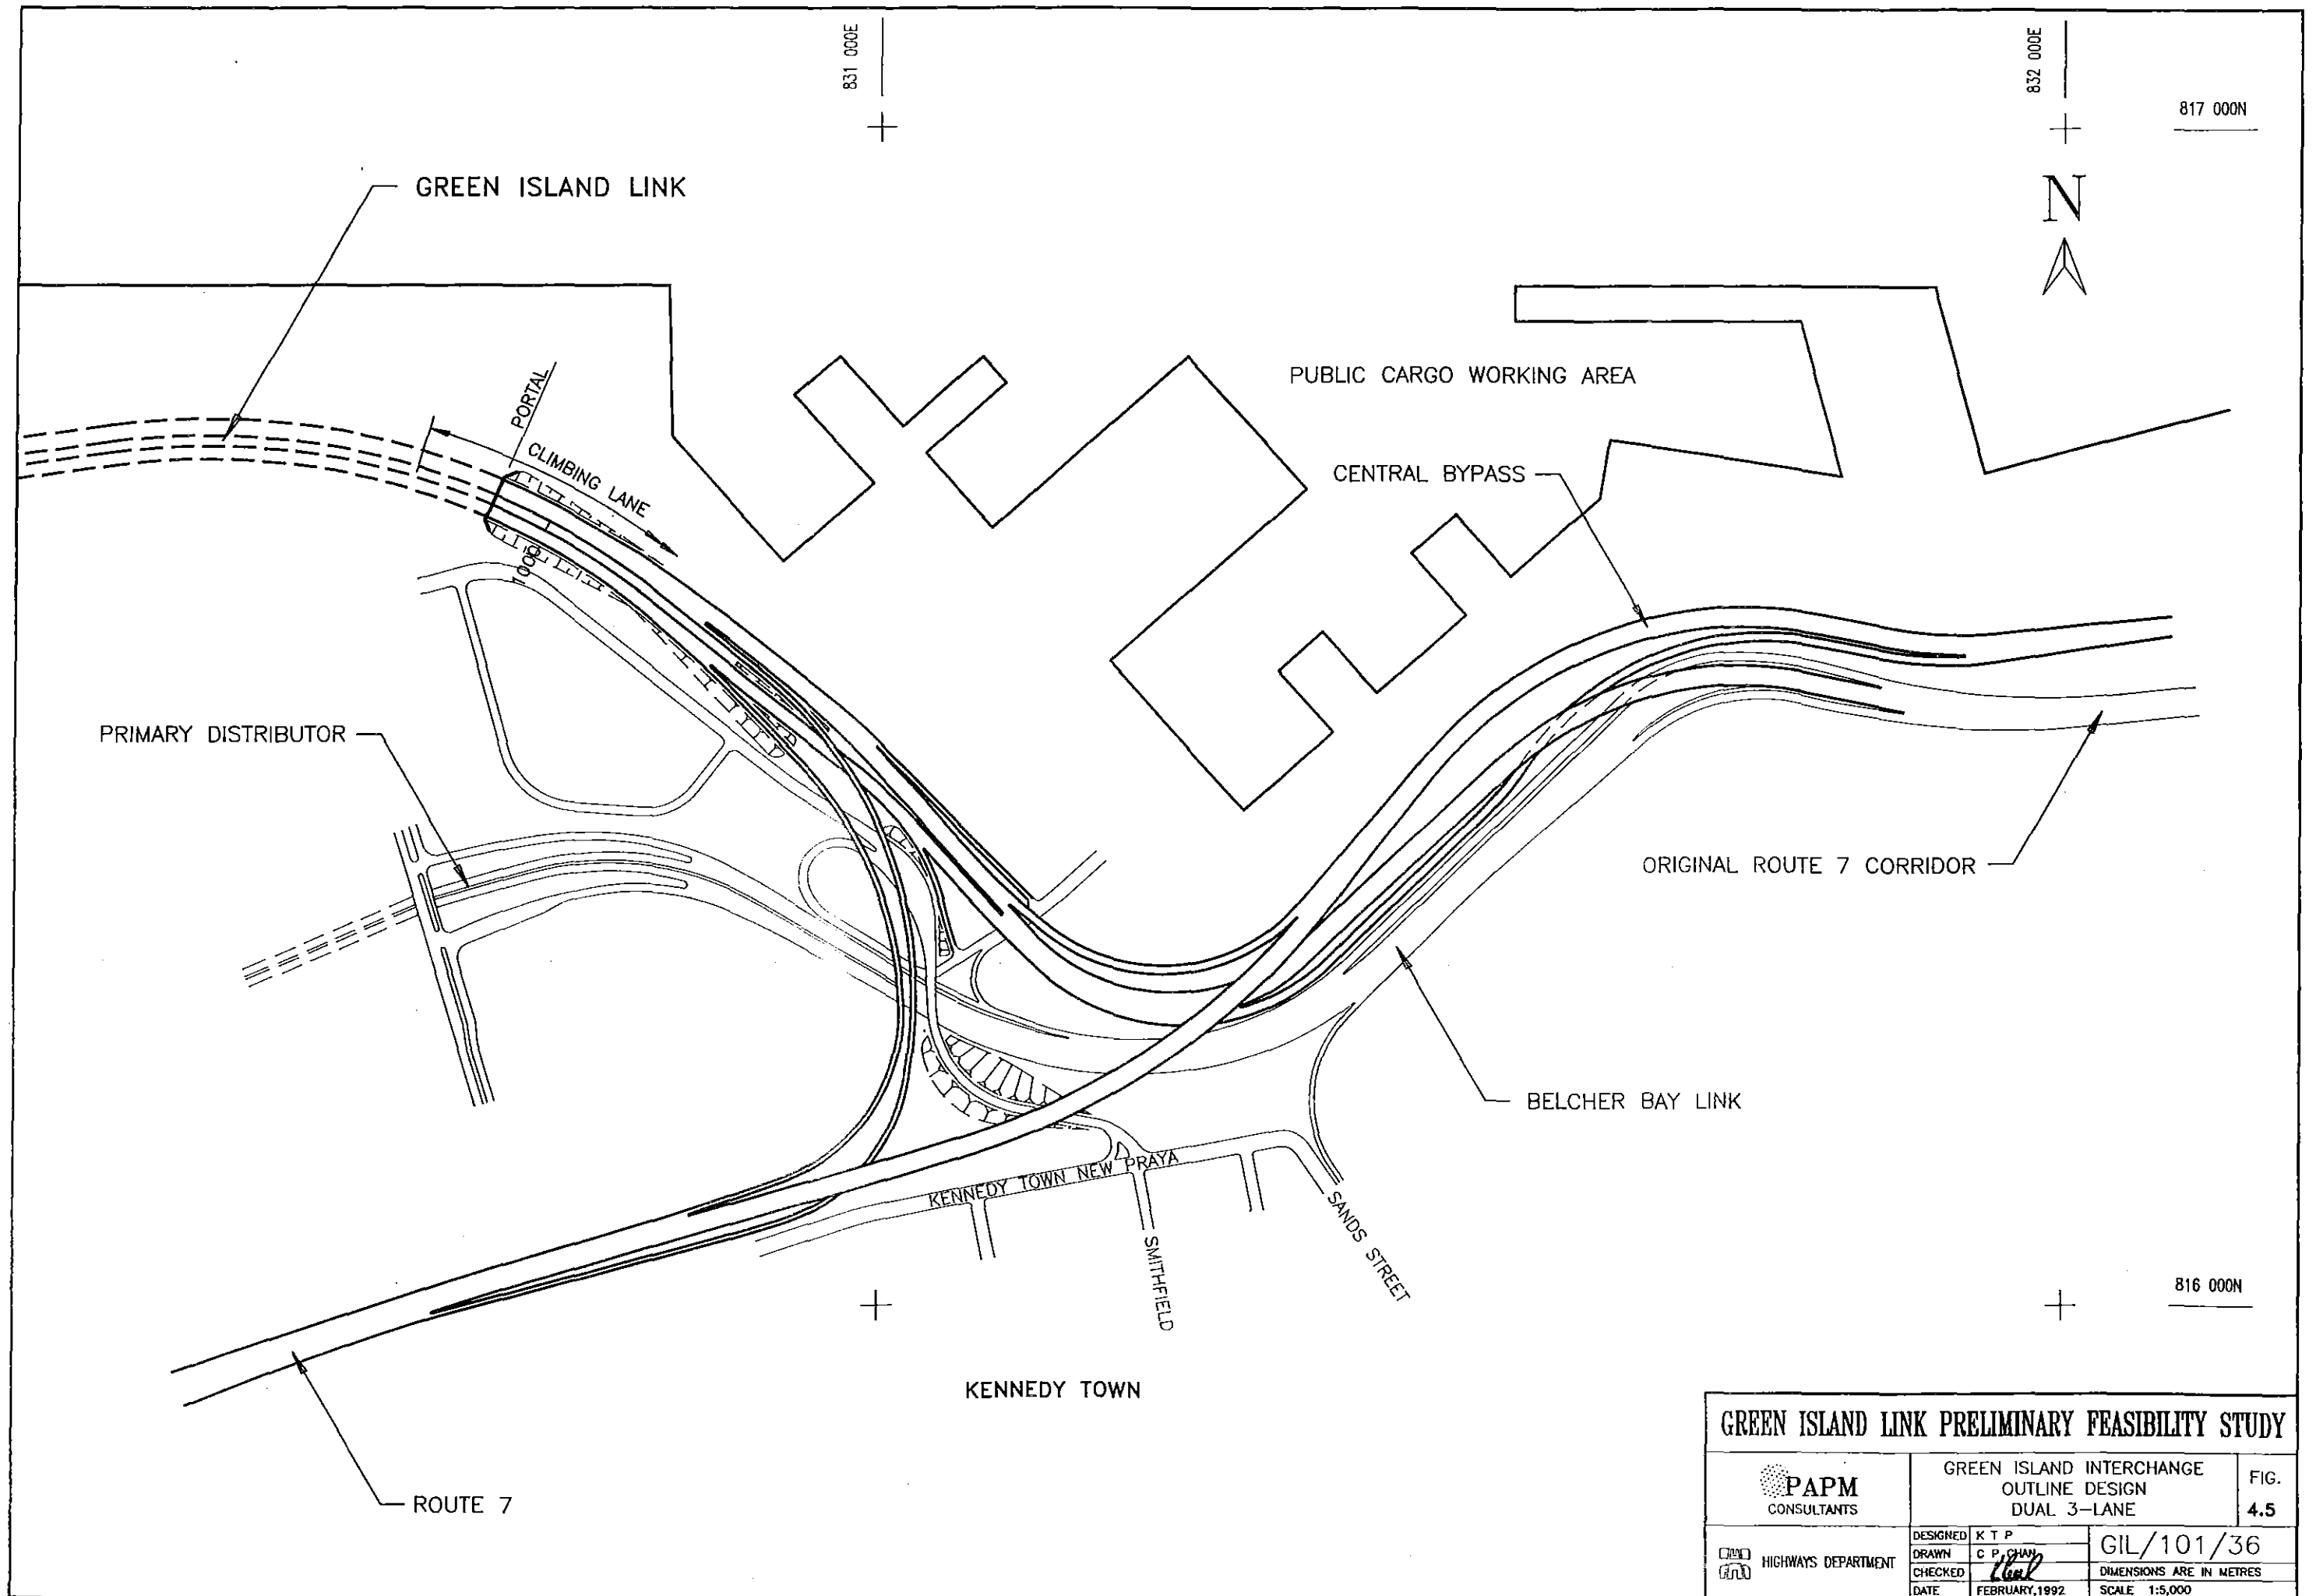 831 000E
832 000E
817 000N
N
GREEN ISLAND LINK
PORTAL
CLIMBING LANE
1000
PUBLIC CARGO WORKING AREA
CENTRAL BYPASS
PRIMARY DISTRIBUTOR
ORIGINAL ROUTE 7 CORRIDOR
BELCHER BAY LINK
KENNEDY TOWN NEW PRAYA
SANDS STREET
SMITHFIELD
816 000N
KENNEDY TOWN
ROUTE 7
GREEN ISLAND LINK PRELIMINARY FEASIBILITY STUDY
PAPM
CONSULTANTS
GREEN ISLAND INTERCHANGE
OUTLINE DESIGN
DUAL 3-LANE
FIG.
4.5
HIGHWAYS DEPARTMENT
DESIGNED K T P
DRAWN C P CHAN
CHECKED
DATE FEBRUARY,1992
GIL/101/36
DIMENSIONS ARE IN METRES
SCALE 1:5,000